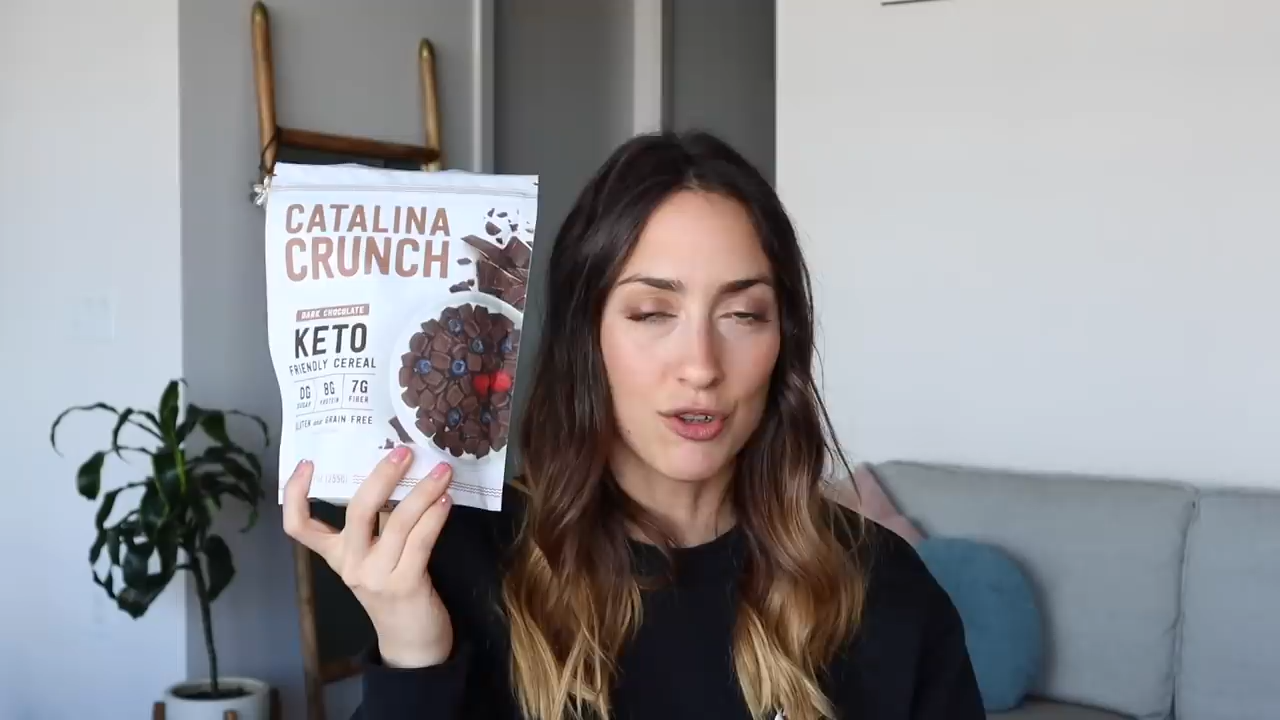 CATALINA
CRUNCH
DARK CHOCOLATE
KETO
FRIENDLY CEREAL
0G 8G 7G
SUGAR PROTEIN FIBER
GLUTEN and GRAIN FREE